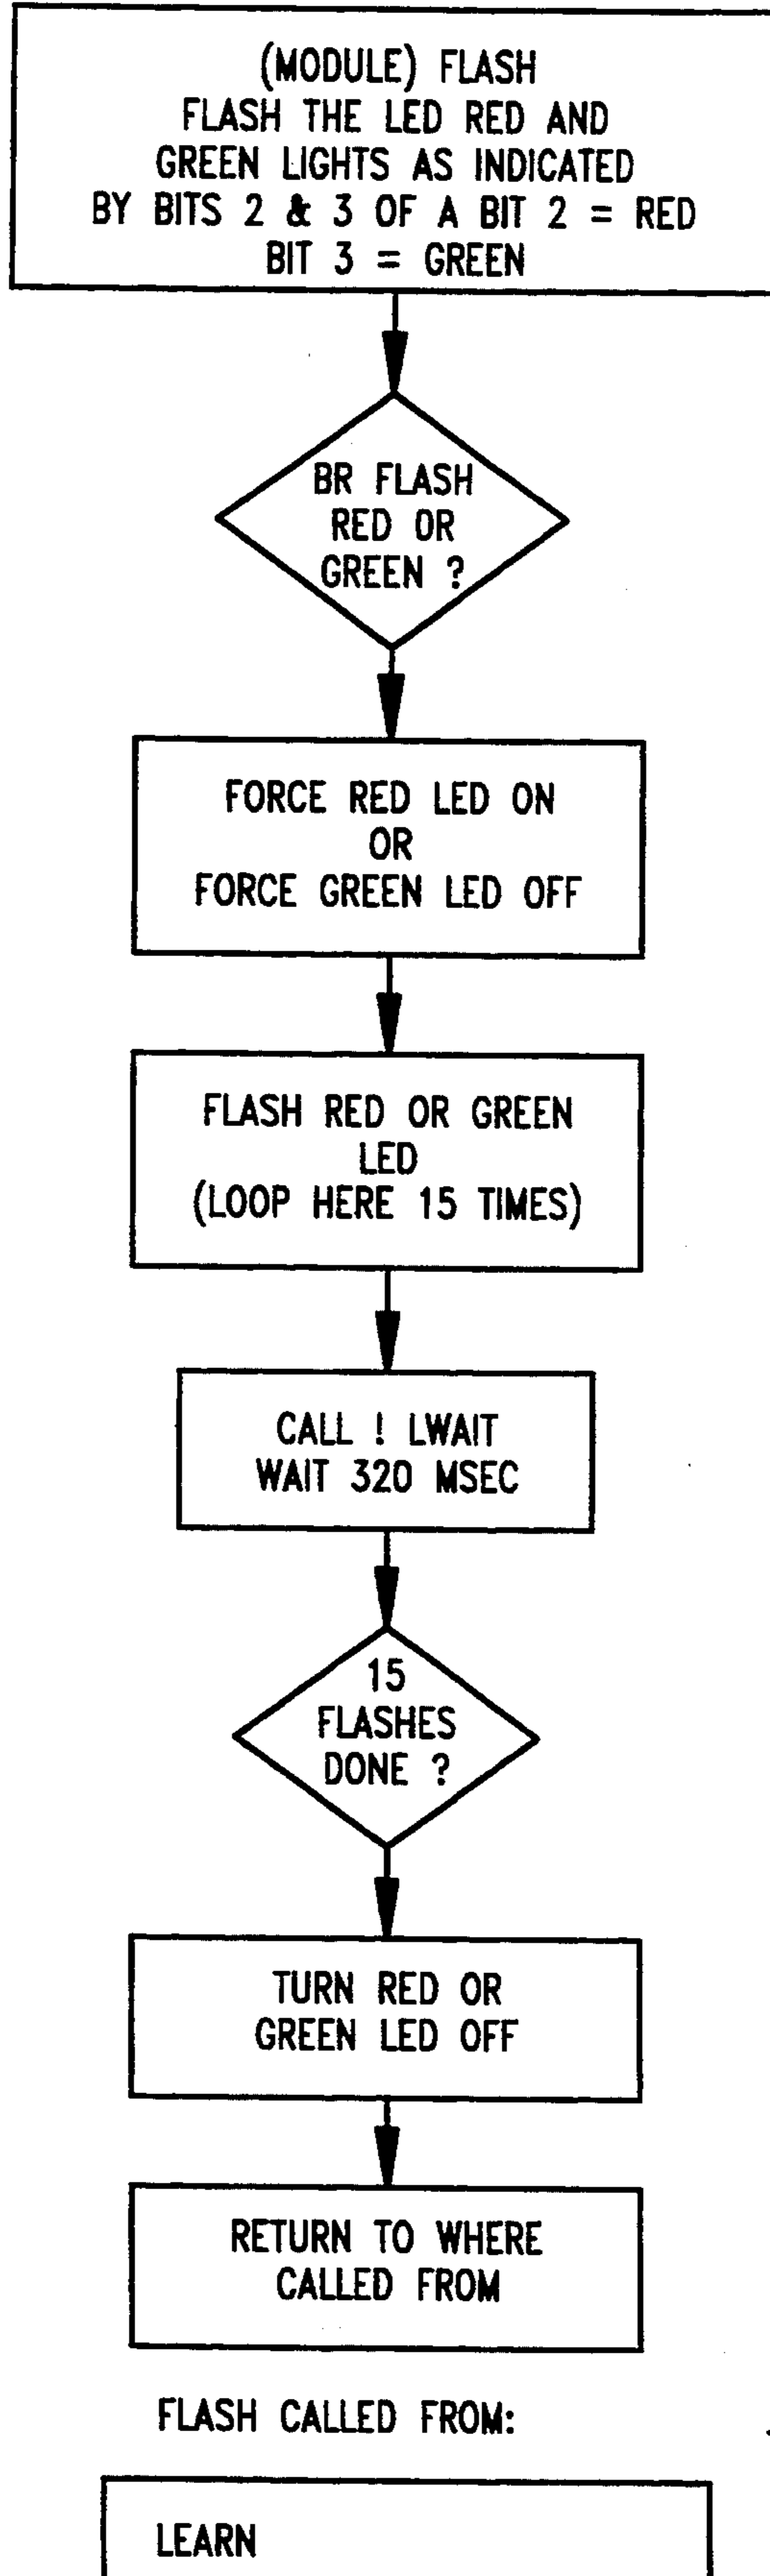 (MODULE) FLASH
FLASH THE LED RED AND
GREEN LIGHTS AS INDICATED
BY BITS 2 & 3 OF A BIT 2 = RED
BIT 3 = GREEN
BR FLASH
RED OR
GREEN ?
FORCE RED LED ON
OR
FORCE GREEN LED OFF
FLASH RED OR GREEN
LED
(LOOP HERE 15 TIMES)
CALL ! LWAIT
WAIT 320 MSEC
15
FLASHES
DONE ?
TURN RED OR
GREEN LED OFF
RETURN TO WHERE
CALLED FROM
FLASH CALLED FROM:
LEARN